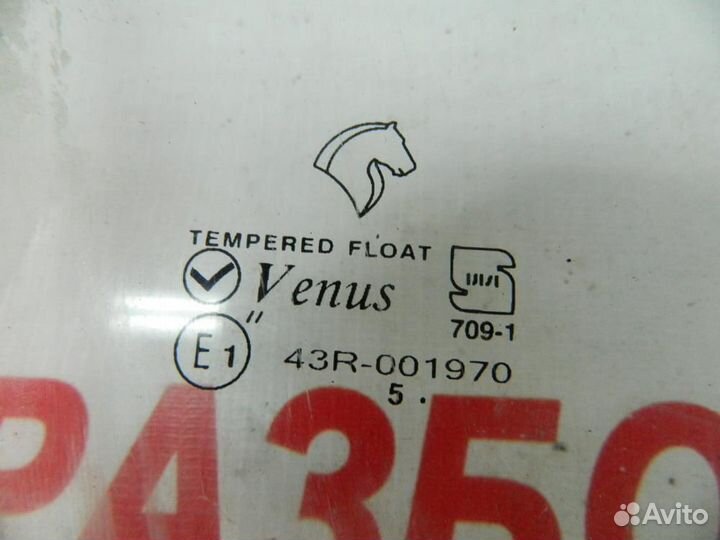 TEMPERED FLOAT
Venus
709-1
E1 43R-001970
5 .
РАЗБО
Avito